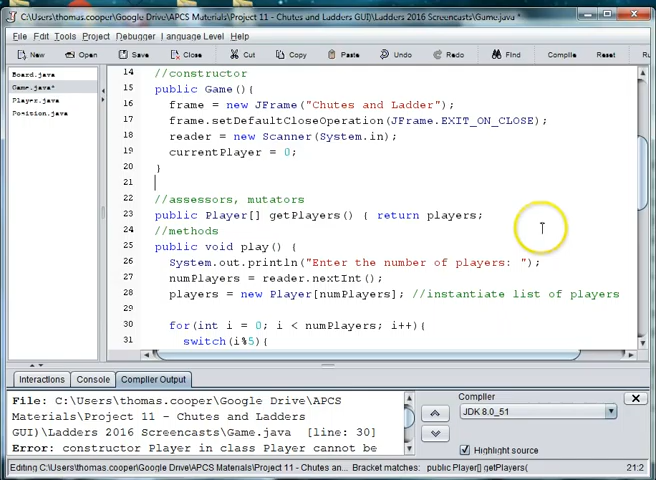 C:\Users\thomas.cooper\Google Drive\APCS Materials\Project 11 - Chutes and Ladders GUI)\Ladders 2016 Screencasts\Game.java *
File Edit Tools Project Debugger Language Level Help
New Open Save Close Cut Copy Paste Undo Redo Find Compile Reset Ru
Board.java
Game.java*
Player.java
Position.java
14 //constructor
15 public Game(){
16 frame = new JFrame("Chutes and Ladder");
17 frame.setDefaultCloseOperation(JFrame.EXIT_ON_CLOSE);
18 reader = new Scanner(System.in);
19 currentPlayer = 0;
20 }
21
22 //assessors, mutators
23 public Player[] getPlayers() { return players;
24 //methods
25 public void play() {
26 System.out.println("Enter the number of players: ");
27 numPlayers = reader.nextInt();
28 players = new Player[numPlayers]; //instantiate list of players
29
30 for(int i = 0; i < numPlayers; i++){
31 switch(i%5){
Interactions Console Compiler Output
File: C:\Users\thomas.cooper\Google Drive\APCS
Materials\Project 11 - Chutes and Ladders
GUI)\Ladders 2016 Screencasts\Game.java [line: 30]
Error: constructor Player in class Player cannot be
Compiler
JDK 8.0_51
Highlight source
Editing C:\Users\thomas.cooper\Google Drive\APCS Materials\Project 11 - Chutes an... Bracket matches: public Player[] getPlayers( 21:2